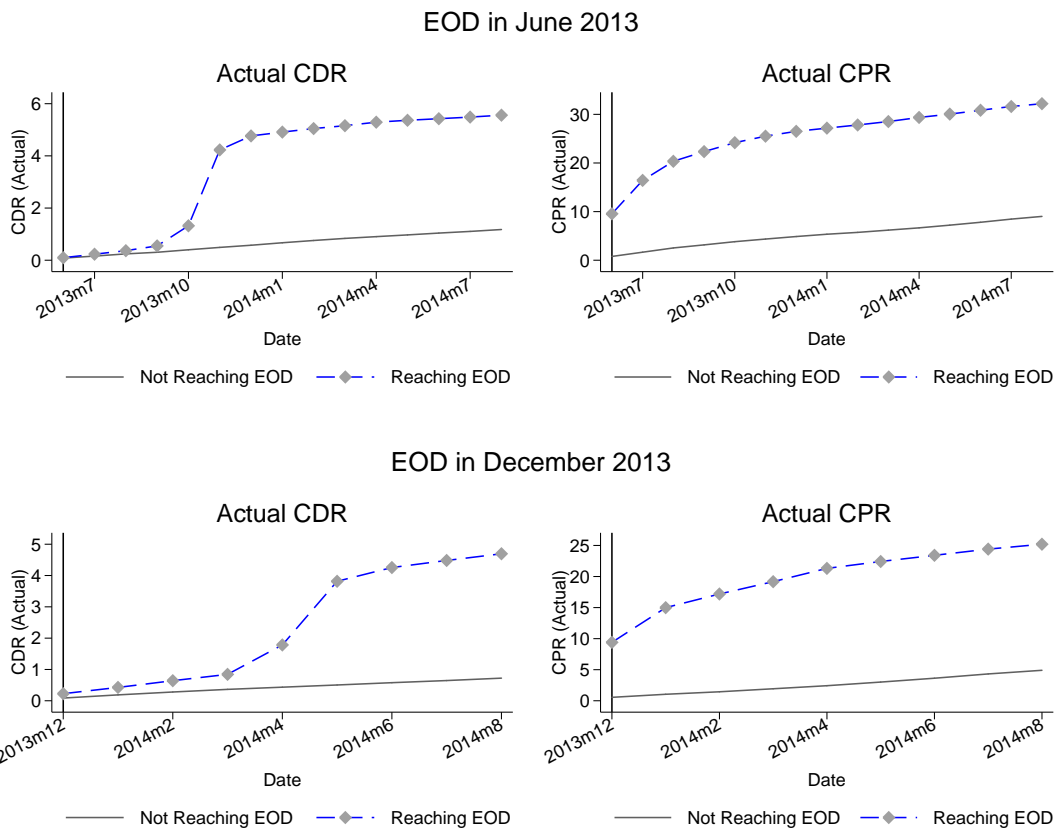 EOD in June 2013
Actual CDR
CDR (Actual)
6
4
2
0
2013m7
2013m10
2014m1
2014m4
2014m7
Date
Not Reaching EOD
Reaching EOD
Actual CPR
CPR (Actual)
30
20
10
0
2013m7
2013m10
2014m1
2014m4
2014m7
Date
Not Reaching EOD
Reaching EOD
EOD in December 2013
Actual CDR
CDR (Actual)
5
4
3
2
1
0
2013m12
2014m2
2014m4
2014m6
2014m8
Date
Not Reaching EOD
Reaching EOD
Actual CPR
CPR (Actual)
25
20
15
10
5
0
2013m12
2014m2
2014m4
2014m6
2014m8
Date
Not Reaching EOD
Reaching EOD